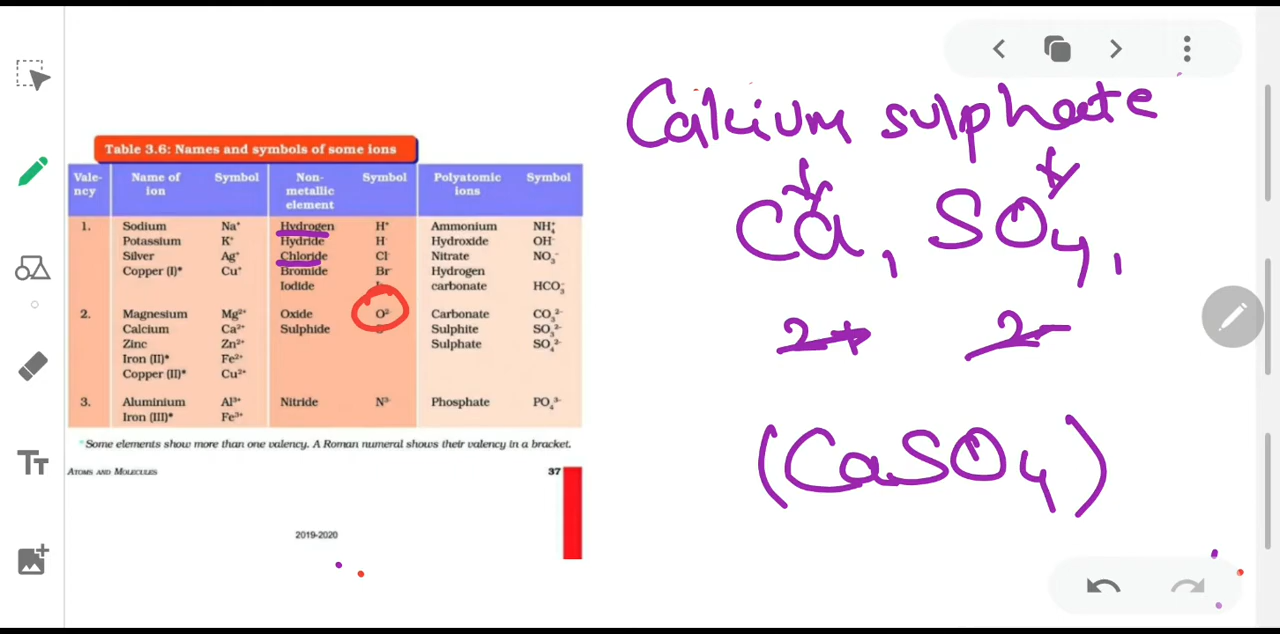 Table 3.6: Names and symbols of some ions
Vale-ncy Name of ion Symbol Non-metallic element Symbol Polyatomic ions Symbol
1. Sodium Na⁺ Hydrogen H⁺ Ammonium NH₄⁺
Potassium K⁺ Hydride H⁻ Hydroxide OH⁻
Silver Ag⁺ Chloride Cl⁻ Nitrate NO₃⁻
Copper (I)* Cu⁺ Bromide Br⁻ Hydrogen
Iodide carbonate HCO₃⁻
2. Magnesium Mg²⁺ Oxide O²⁻ Carbonate CO₃²⁻
Calcium Ca²⁺ Sulphide Sulphite SO₃²⁻
Zinc Zn²⁺ Sulphate SO₄²⁻
Iron (II)* Fe²⁺
Copper (II)* Cu²⁺
3. Aluminium Al³⁺ Nitride N³⁻ Phosphate PO₄³⁻
Iron (III)* Fe³⁺
*Some elements show more than one valency. A Roman numeral shows their valency in a bracket.
ATOMS AND MOLECULES 37
2019-2020
Calcium sulphate
Ca₁ SO₄,₁
2+ 2-
(CaSO₄)
TT